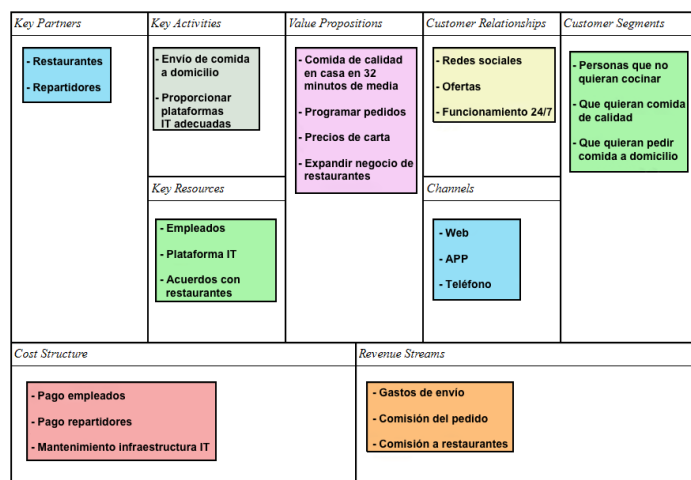 Key Partners
- Restaurantes
- Repartidores
Key Activities
- Envío de comida
a domicilio
- Proporcionar
plataformas
IT adecuadas
Key Resources
- Empleados
- Plataforma IT
- Acuerdos con
restaurantes
Value Propositions
- Comida de calidad
en casa en 32
minutos de media
- Programar pedidos
- Precios de carta
- Expandir negocio de
restaurantes
Customer Relationships
- Redes sociales
- Ofertas
- Funcionamiento 24/7
Channels
- Web
- APP
- Teléfono
Customer Segments
- Personas que no
quieran cocinar
- Que quieran comida
de calidad
- Que quieran pedir
comida a domicilio
Cost Structure
- Pago empleados
- Pago repartidores
- Mantenimiento infraestructura IT
Revenue Streams
- Gastos de envío
- Comisión del pedido
- Comisión a restaurantes